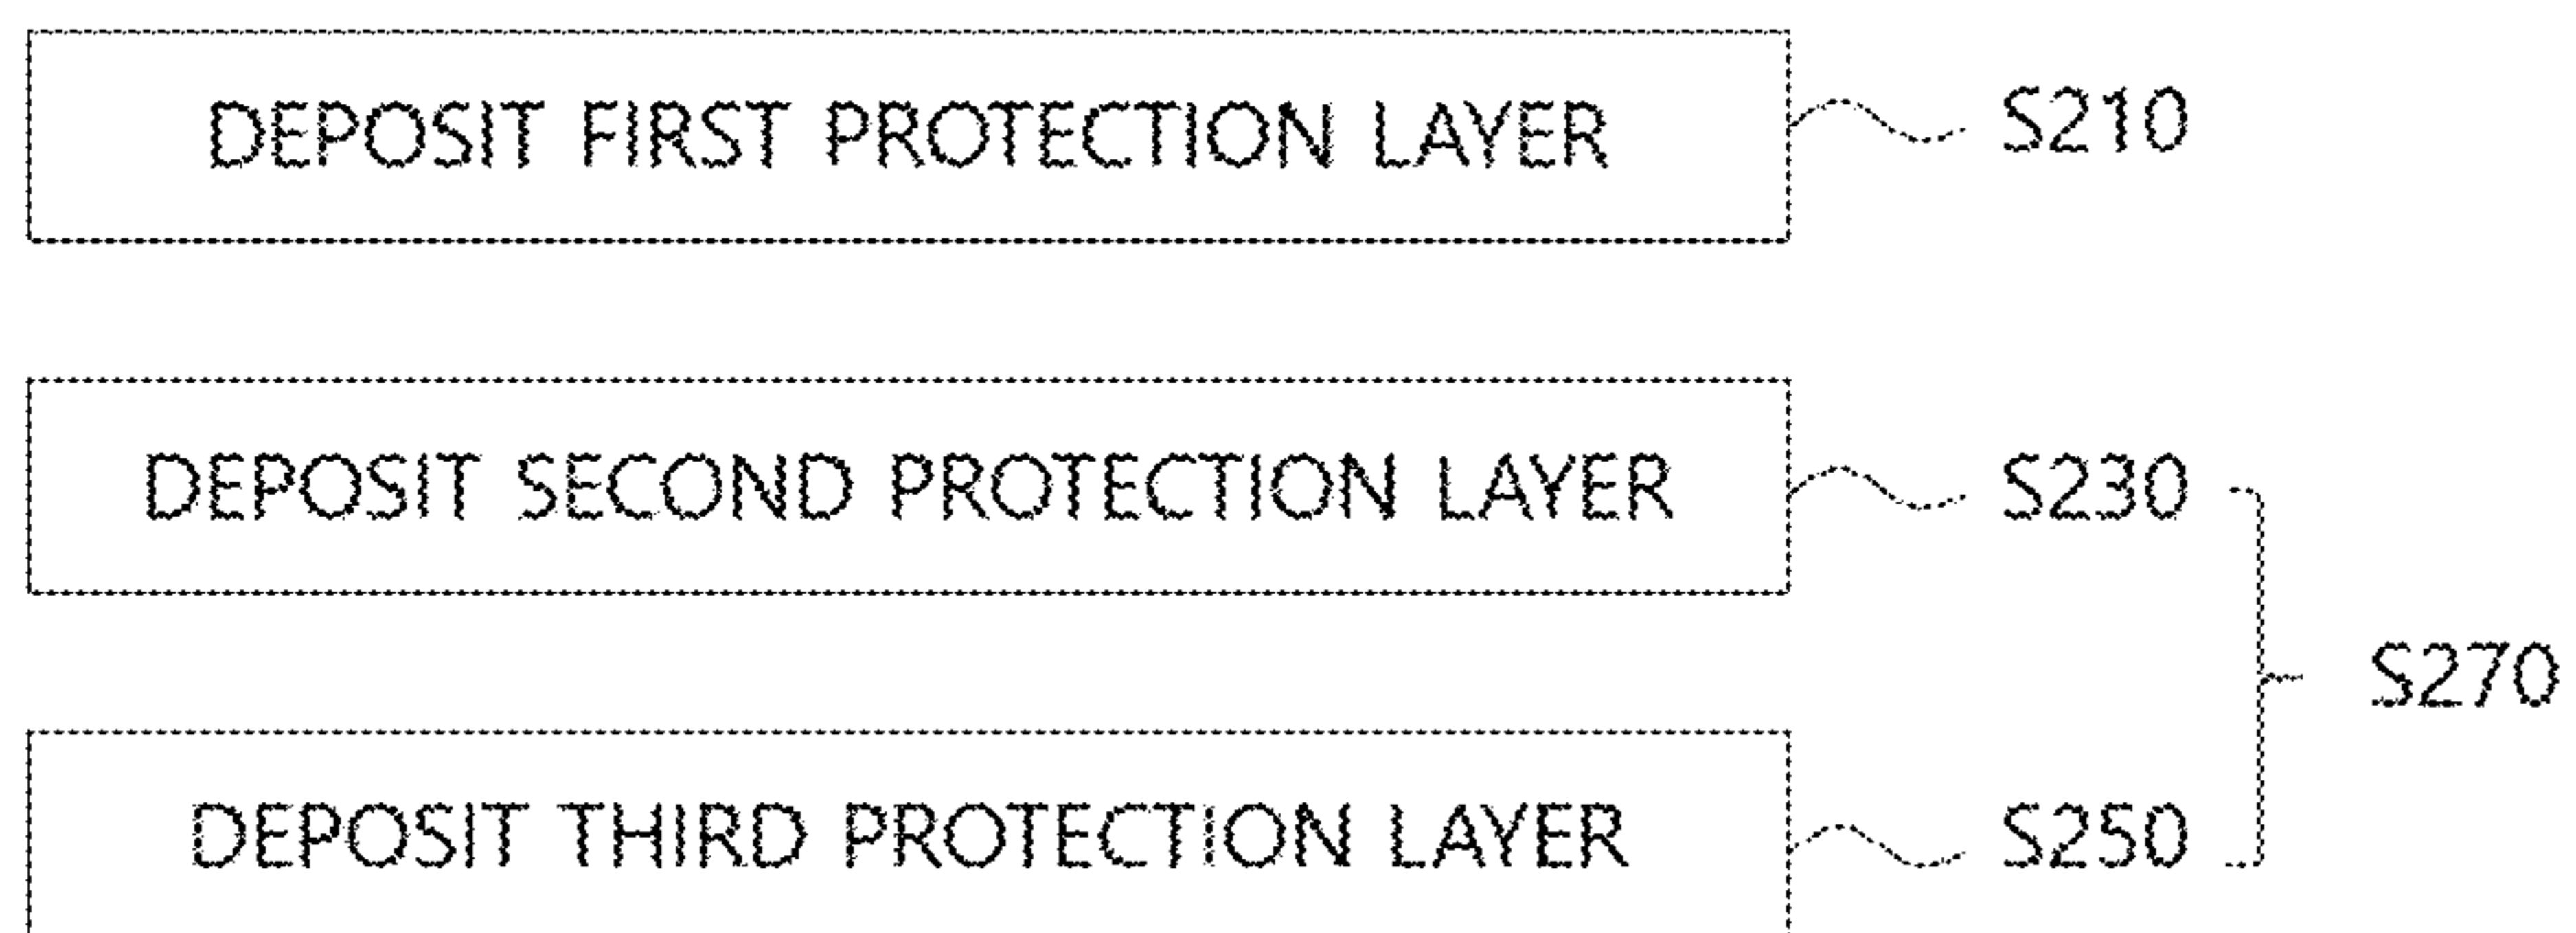 DEPOSIT FIRST PROTECTION LAYER S210
DEPOSIT SECOND PROTECTION LAYER S230
S270
DEPOSIT THIRD PROTECTION LAYER S250